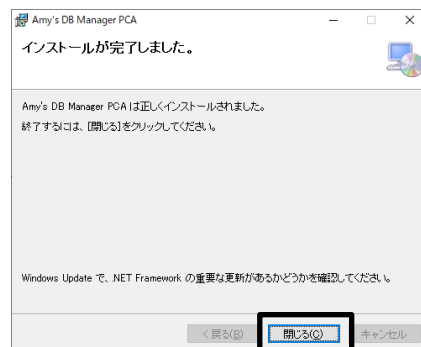 Amy's DB Manager PCA
インストールが完了しました。
Amy's DB Manager PCA は正しくインストールされました。
終了するには、[閉じる]をクリックしてください。
Windows Update で、.NET Framework の重要な更新があるかどうかを確認してください。
< 戻る(B) 閉じる(C) キャンセル